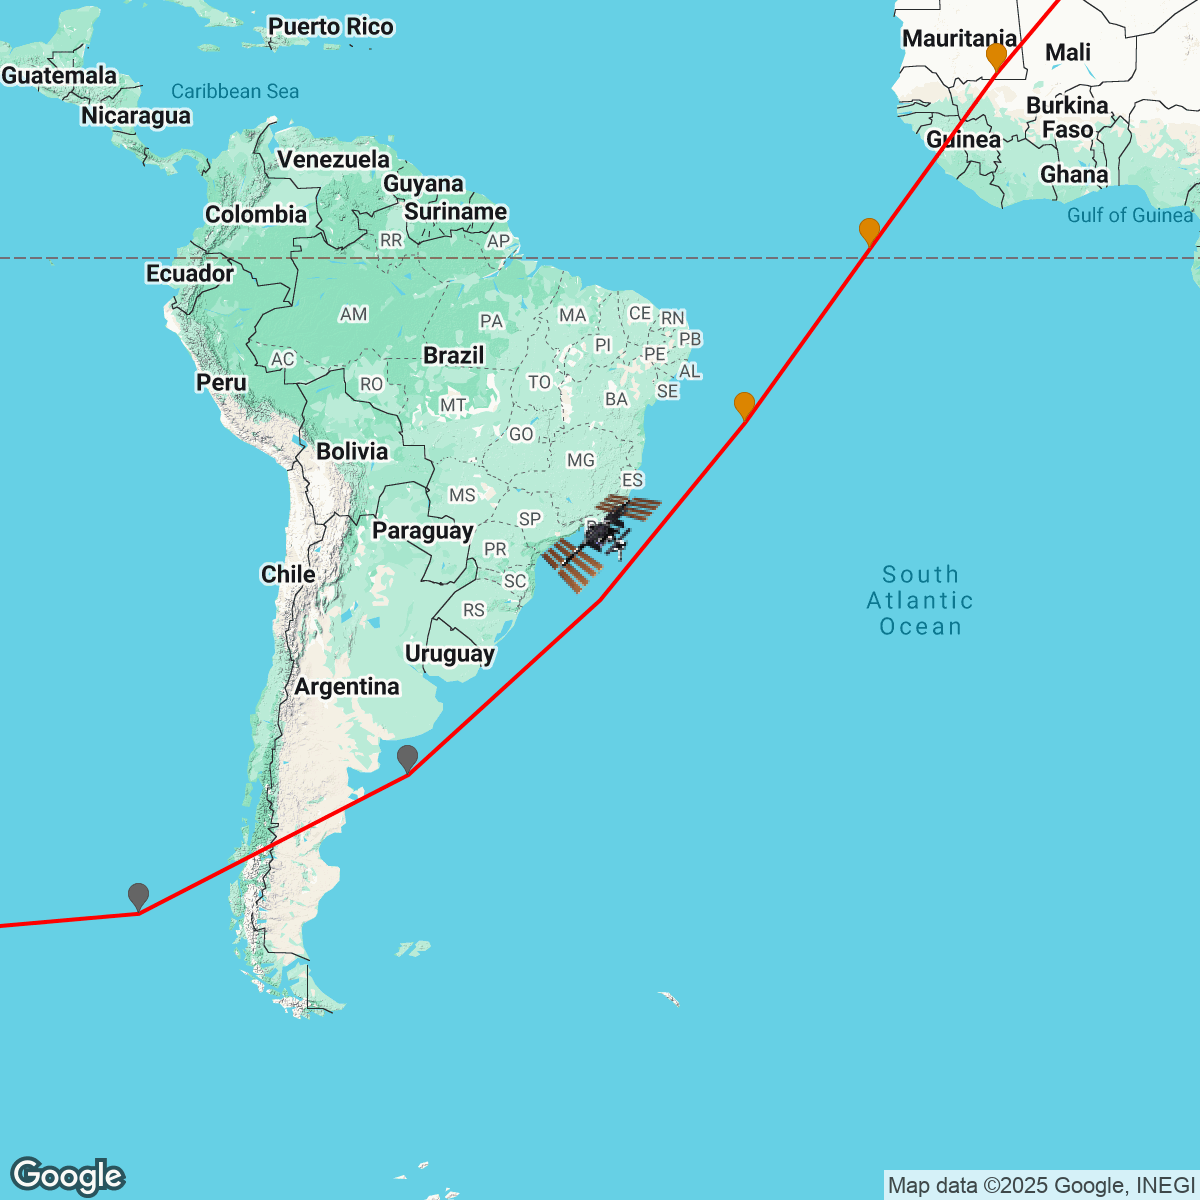 Puerto Rico
Mauritania
Mali
Guatemala
Caribbean Sea
Nicaragua
Burkina
Faso
Guinea
Venezuela
Ghana
Guyana
Suriname
Colombia
Gulf of Guinea
RR
AP
Ecuador
AM
PA
MA
CE
RN
PI
PB
PE
Brazil
AC
AL
Peru
RO
TO
SE
MT
BA
GO
Bolivia
MG
ES
MS
SP
Paraguay
PR
Chile
SC
South
Atlantic
Ocean
RS
Uruguay
Argentina
Google
Map data ©2025 Google, INEGI